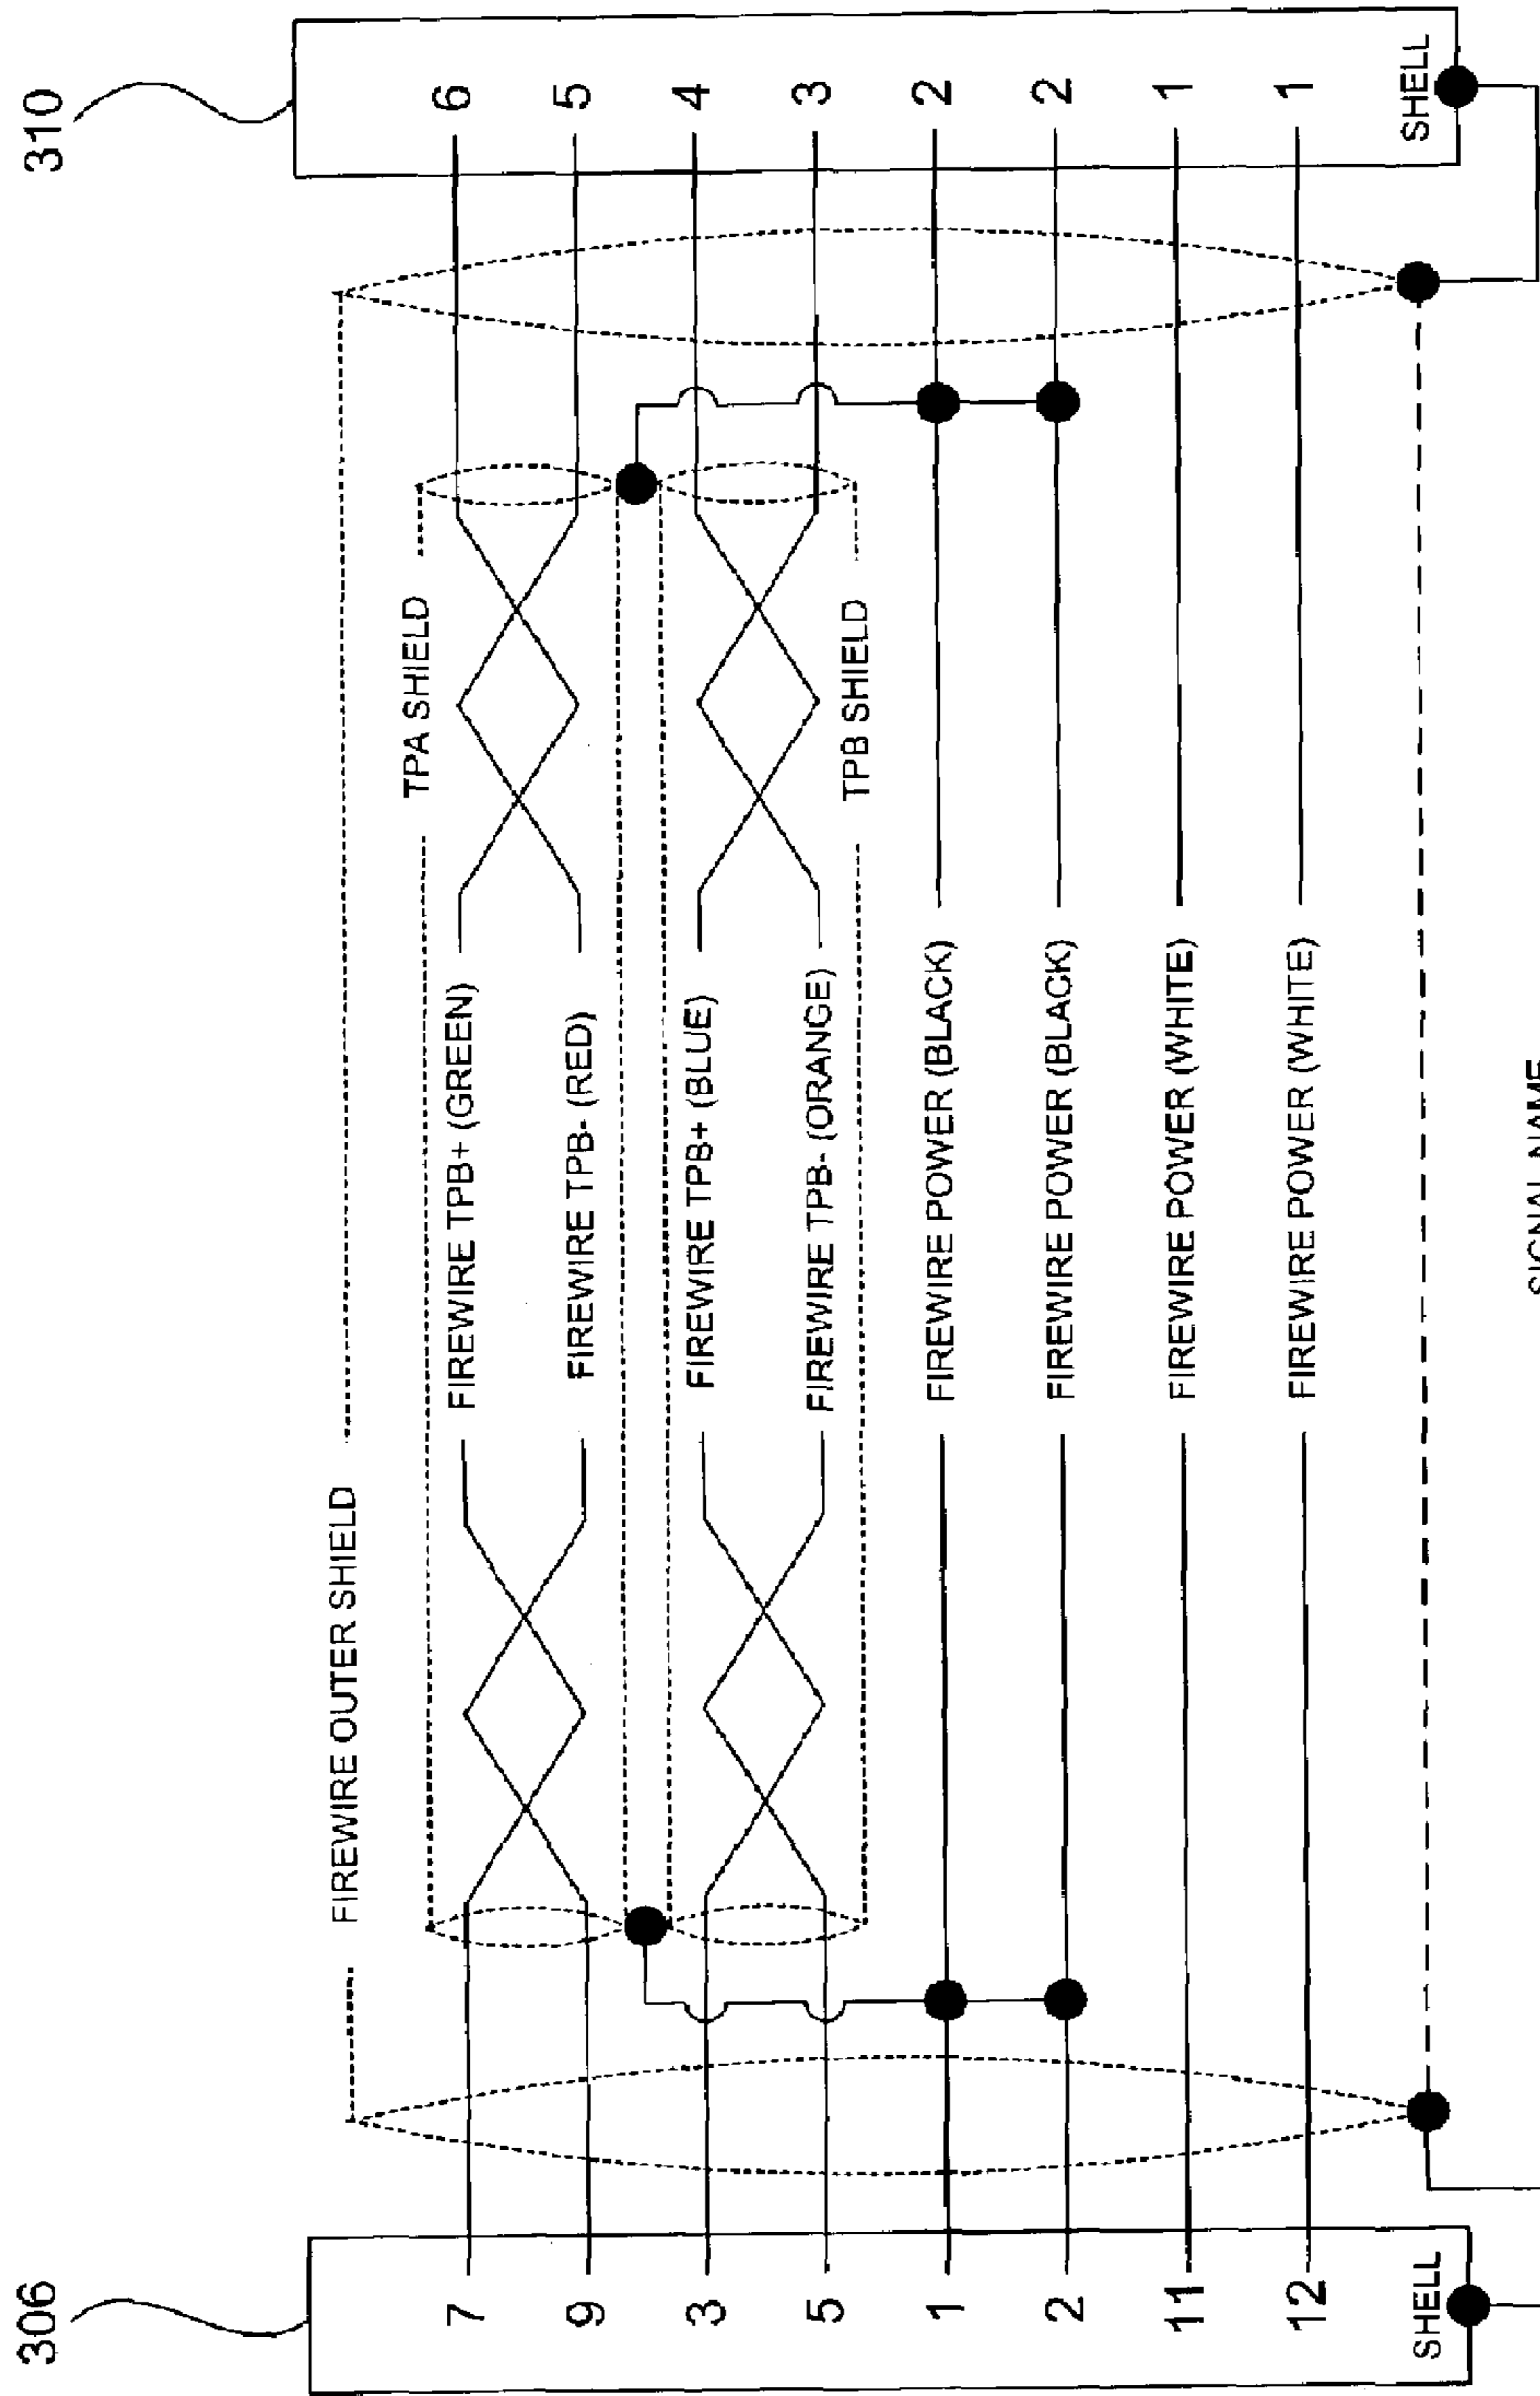 306
310
FIREWIRE OUTER SHIELD
TPA SHIELD
7 FIREWIRE TPB+ (GREEN) 6
9 FIREWIRE TPB- (RED) 5
3 FIREWIRE TPB+ (BLUE) 4
5 FIREWIRE TPB- (ORANGE) 3
TPB SHIELD
1 FIREWIRE POWER (BLACK) 2
2 FIREWIRE POWER (BLACK) 2
11 FIREWIRE POWER (WHITE) 1
12 FIREWIRE POWER (WHITE) 1
SHELL
SHELL
SIGNAL NAME